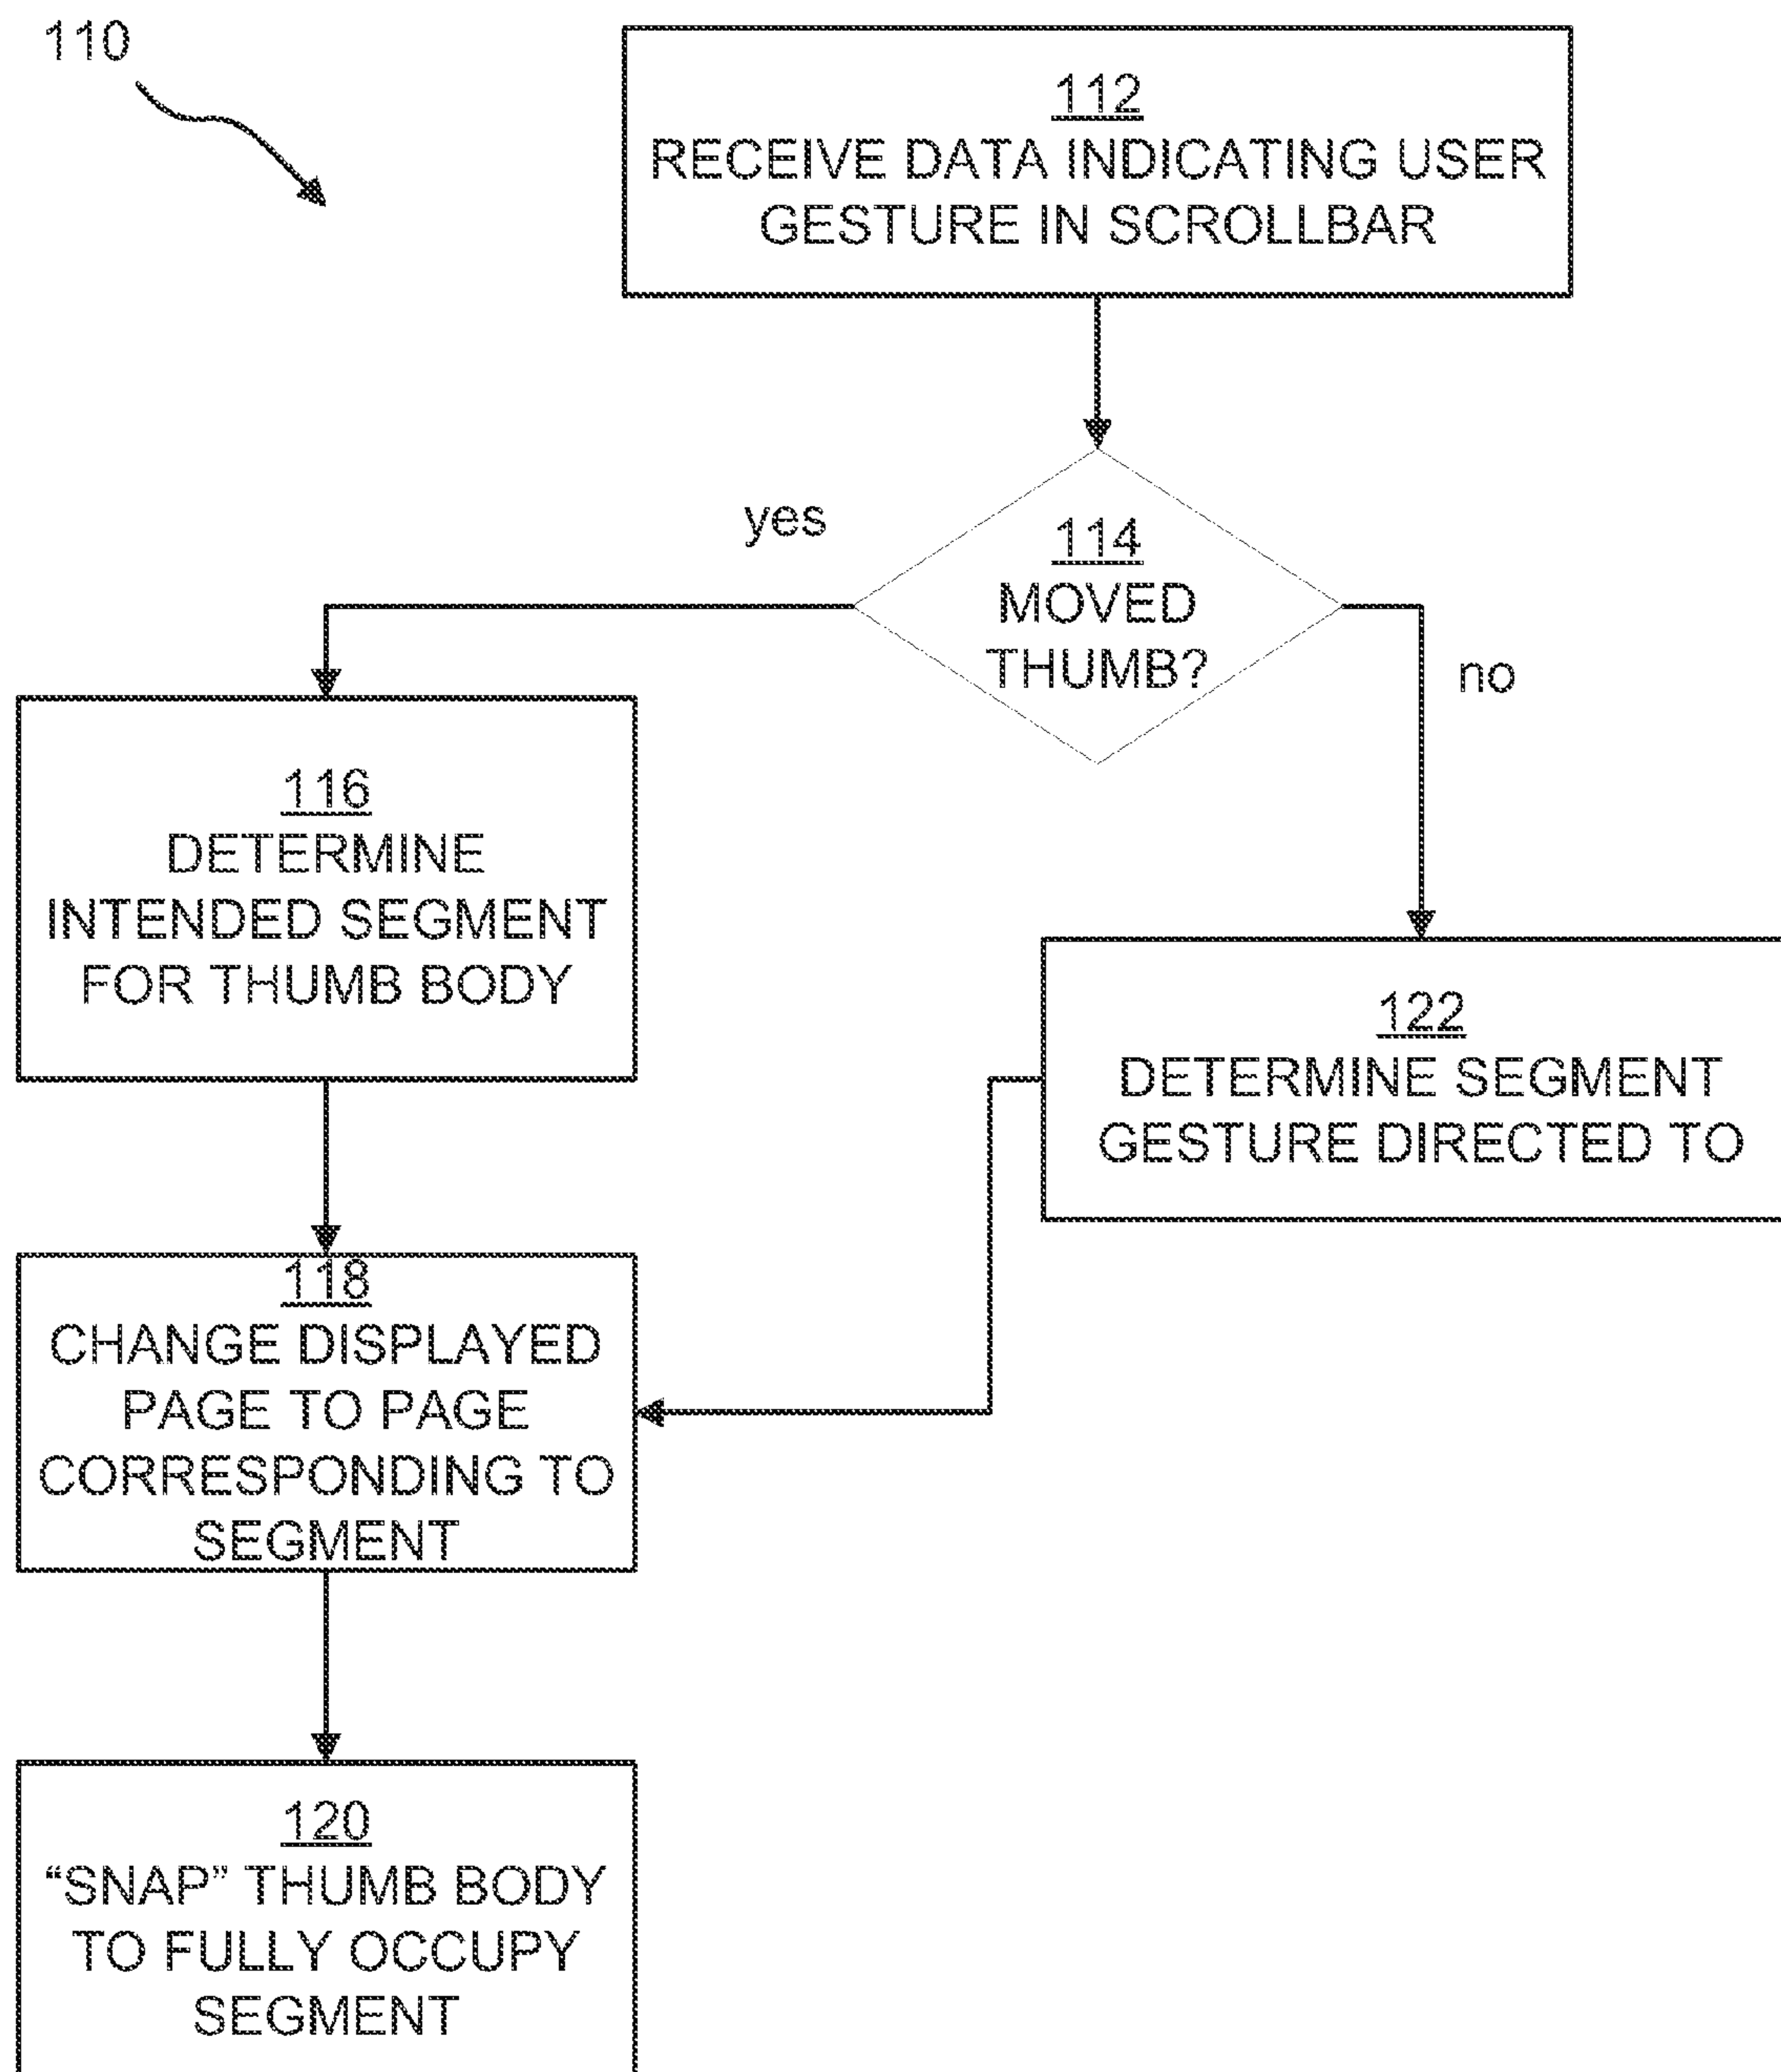 110
112
RECEIVE DATA INDICATING USER
GESTURE IN SCROLLBAR
yes
114
MOVED
THUMB?
no
116
DETERMINE
INTENDED SEGMENT
FOR THUMB BODY
122
DETERMINE SEGMENT
GESTURE DIRECTED TO
118
CHANGE DISPLAYED
PAGE TO PAGE
CORRESPONDING TO
SEGMENT
120
“SNAP” THUMB BODY
TO FULLY OCCUPY
SEGMENT